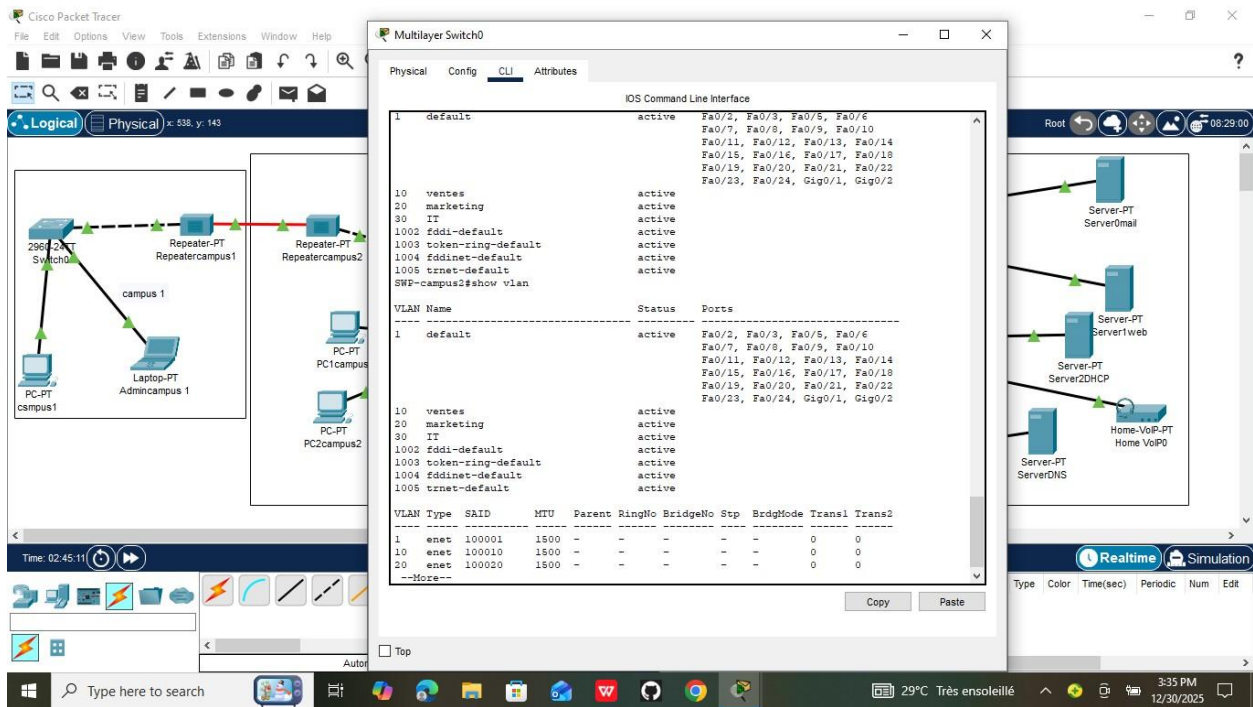 Cisco Packet Tracer
File Edit Options View Tools Extensions Window Help
?
Logical Physical x: 538, y: 143
Root 08:29:00
2960-24TT
Switch0
Repeater-PT
Repeatercampus1
Repeater-PT
Repeatercampus2
campus 1
PC-PT
csmpus1
Laptop-PT
Admincampus 1
PC-PT
PC1campus
PC-PT
PC2campus2
Multilayer Switch0
Physical Config CLI Attributes
IOS Command Line Interface
1 default active Fa0/2, Fa0/3, Fa0/5, Fa0/6
Fa0/7, Fa0/8, Fa0/9, Fa0/10
Fa0/11, Fa0/12, Fa0/13, Fa0/14
Fa0/15, Fa0/16, Fa0/17, Fa0/18
Fa0/19, Fa0/20, Fa0/21, Fa0/22
Fa0/23, Fa0/24, Gig0/1, Gig0/2
10 ventes active
20 marketing active
30 IT active
1002 fddi-default active
1003 token-ring-default active
1004 fddinet-default active
1005 trnet-default active
SWP-campus2#show vlan
VLAN Name Status Ports
---- -------------------------------- --------- -------------------------------
1 default active Fa0/2, Fa0/3, Fa0/5, Fa0/6
Fa0/7, Fa0/8, Fa0/9, Fa0/10
Fa0/11, Fa0/12, Fa0/13, Fa0/14
Fa0/15, Fa0/16, Fa0/17, Fa0/18
Fa0/19, Fa0/20, Fa0/21, Fa0/22
Fa0/23, Fa0/24, Gig0/1, Gig0/2
10 ventes active
20 marketing active
30 IT active
1002 fddi-default active
1003 token-ring-default active
1004 fddinet-default active
1005 trnet-default active
VLAN Type SAID MTU Parent RingNo BridgeNo Stp BrdgMode Trans1 Trans2
---- ----- ---------- ----- ------ ------ -------- ---- -------- ------ ------
1 enet 100001 1500 - - - - - 0 0
10 enet 100010 1500 - - - - - 0 0
20 enet 100020 1500 - - - - - 0 0
--More--
Copy Paste
Top
Server-PT
Server0mail
Server-PT
Server1web
Server-PT
Server2DHCP
Home-VoIP-PT
Home VoIP0
Server-PT
ServerDNS
Time: 02:45:11
Realtime Simulation
Type Color Time(sec) Periodic Num Edit
Autor
Type here to search
29°C Très ensoleillé
3:35 PM
12/30/2025